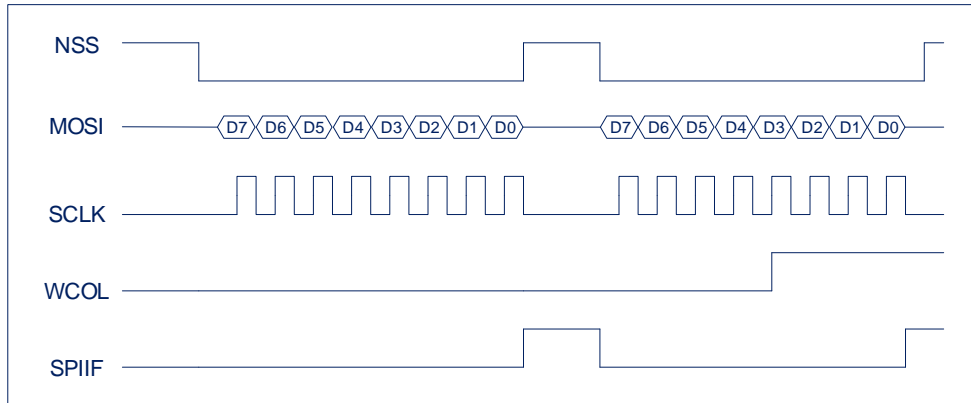 NSS
MOSI D7 D6 D5 D4 D3 D2 D1 D0 D7 D6 D5 D4 D3 D2 D1 D0
SCLK
WCOL
SPIIF